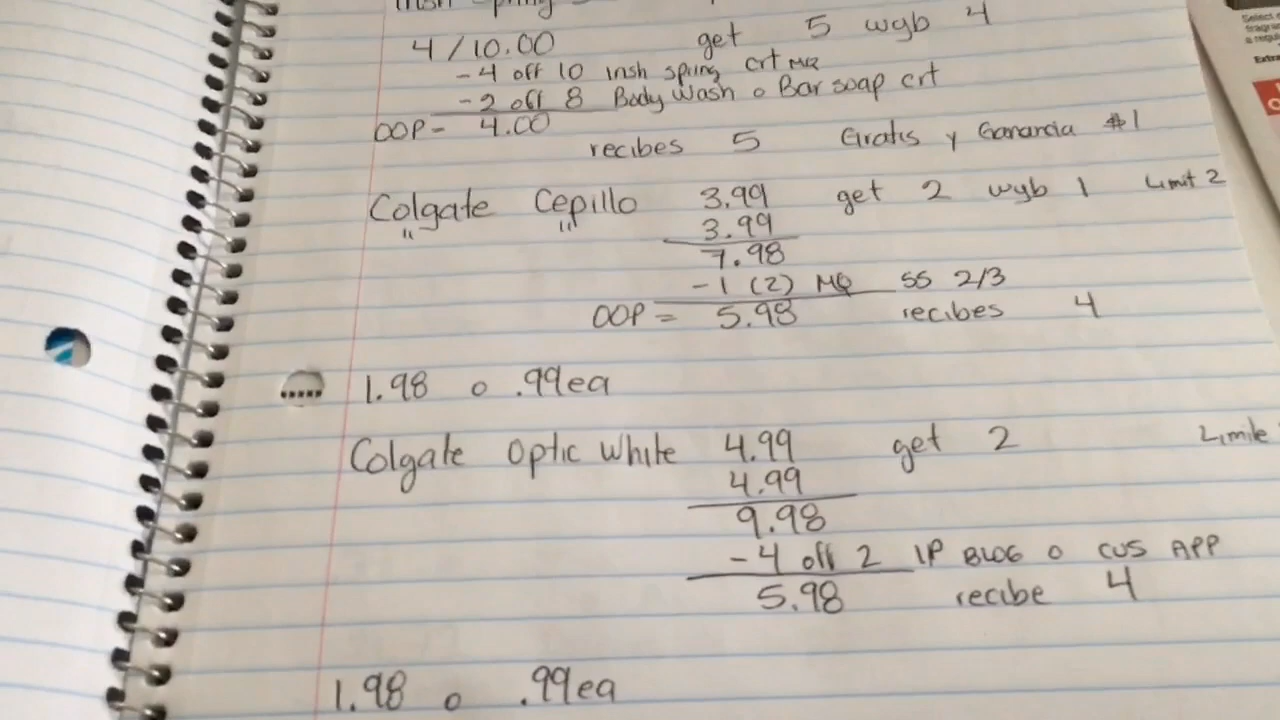 Irish Spring
4/10.00 get 5 wyb 4
-4 off 10 Irish spring crt MQ
-2 off 8 Body Wash o Bar soap crt
OOP = 4.00
recibes 5 Gratis y Ganancia #1
Colgate Cepillo 3.99 get 2 wyb 1 Limit 2
" " 3.99
7.98
-1 (2) MQ SS 2/3
OOP = 5.98 recibes 4
1.98 o .99ea
Colgate Optic White 4.99 get 2 Limite
4.99
9.98
-4 off 2 IP BLOG o CVS APP
5.98 recibe 4
1.98 o .99ea